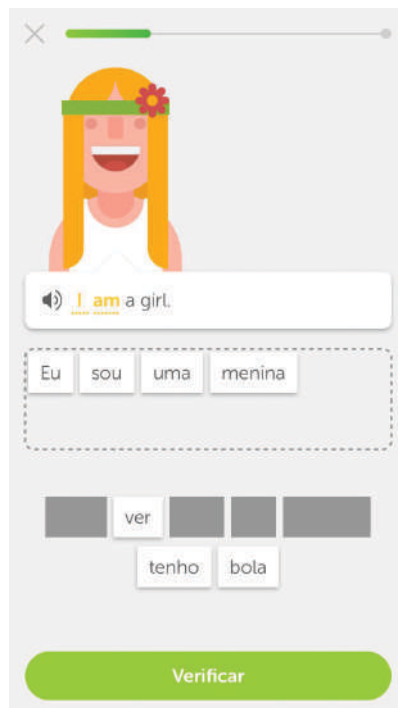 I am a girl.
Eu sou uma menina
ver
tenho bola
Verificar